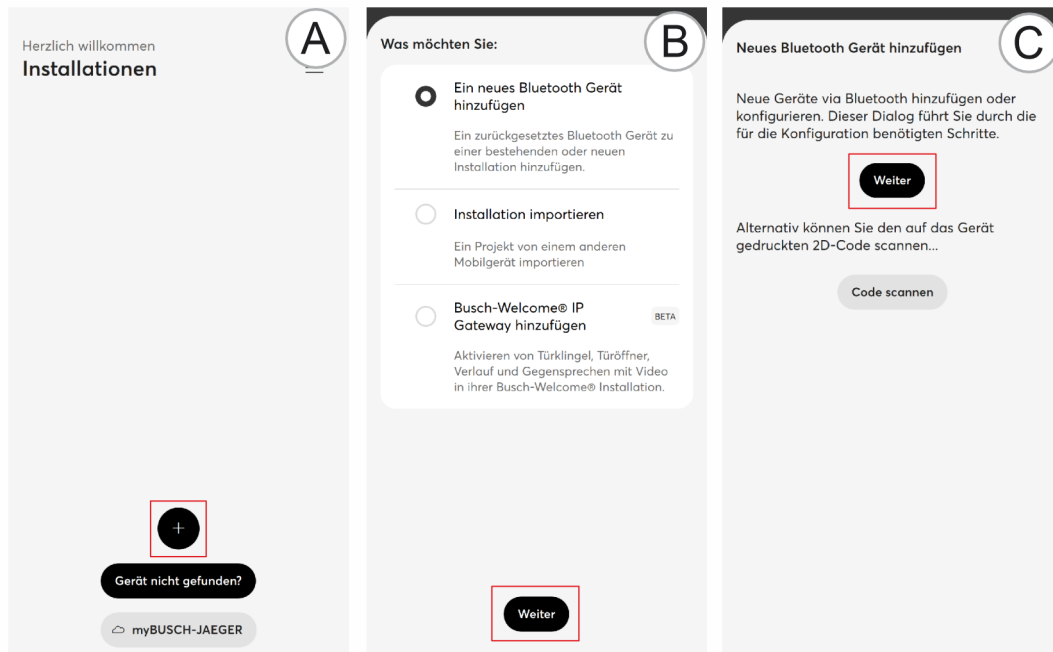 A
Herzlich willkommen
Installationen
+
Gerät nicht gefunden?
myBUSCH-JAEGER
B
Was möchten Sie:
Ein neues Bluetooth Gerät
hinzufügen
Ein zurückgesetztes Bluetooth Gerät zu
einer bestehenden oder neuen
Installation hinzufügen.
Installation importieren
Ein Projekt von einem anderen
Mobilgerät importieren
Busch-Welcome® IP
Gateway hinzufügen
BETA
Aktivieren von Türklingel, Türöffner,
Verlauf und Gegensprechen mit Video
in ihrer Busch-Welcome® Installation.
Weiter
C
Neues Bluetooth Gerät hinzufügen
Neue Geräte via Bluetooth hinzufügen oder
konfigurieren. Dieser Dialog führt Sie durch die
für die Konfiguration benötigten Schritte.
Weiter
Alternativ können Sie den auf das Gerät
gedruckten 2D-Code scannen...
Code scannen